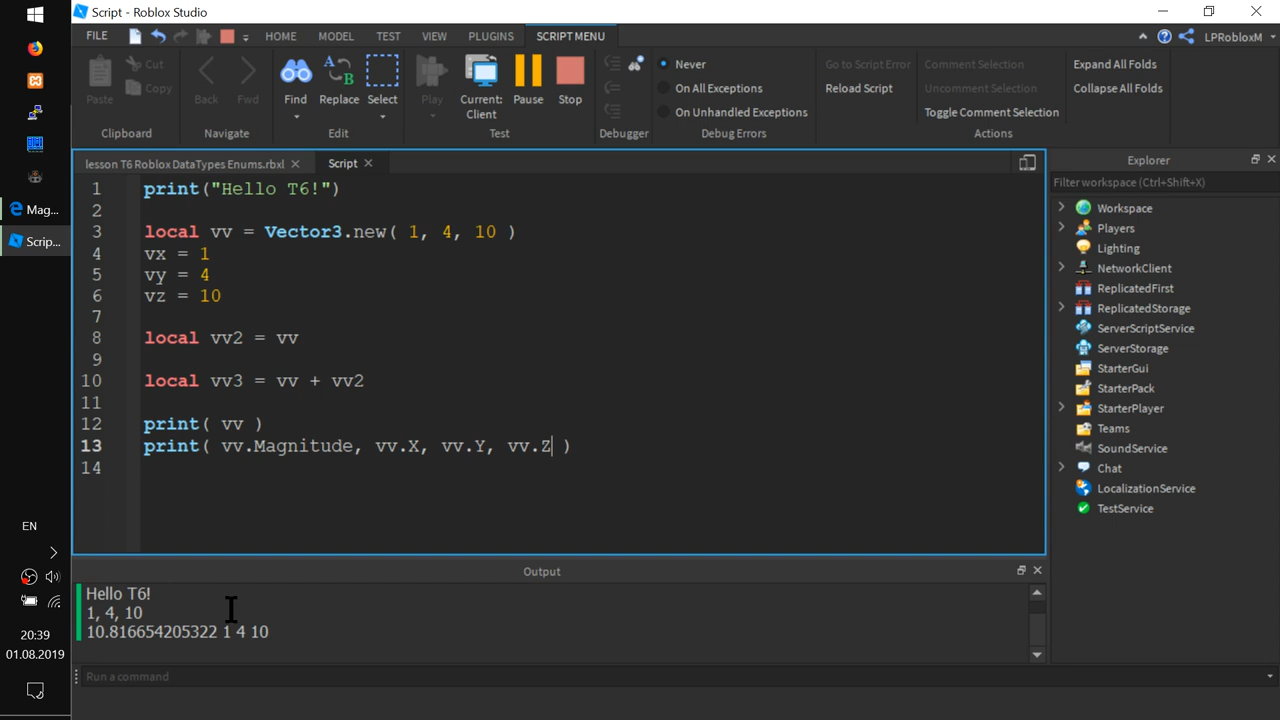 Script - Roblox Studio
FILE HOME MODEL TEST VIEW PLUGINS SCRIPT MENU LPRobloxM
Paste Cut Copy
Back Fwd
Find Replace Select
Play Current: Client Pause Stop
Never
On All Exceptions
On Unhandled Exceptions
Go to Script Error
Reload Script
Comment Selection
Uncomment Selection
Toggle Comment Selection
Expand All Folds
Collapse All Folds
Clipboard Navigate Edit Test Debugger Debug Errors Actions
lesson T6 Roblox DataTypes Enums.rbxl Script
1 print("Hello T6!")
2
3 local vv = Vector3.new( 1, 4, 10 )
4 vx = 1
5 vy = 4
6 vz = 10
7
8 local vv2 = vv
9
10 local vv3 = vv + vv2
11
12 print( vv )
13 print( vv.Magnitude, vv.X, vv.Y, vv.Z )
14
Explorer
Filter workspace (Ctrl+Shift+X)
Workspace
Players
Lighting
NetworkClient
ReplicatedFirst
ReplicatedStorage
ServerScriptService
ServerStorage
StarterGui
StarterPack
StarterPlayer
Teams
SoundService
Chat
LocalizationService
TestService
Output
Hello T6!
1, 4, 10
10.816654205322 1 4 10
Run a command
Mag...
Scrip...
EN
20:39
01.08.2019